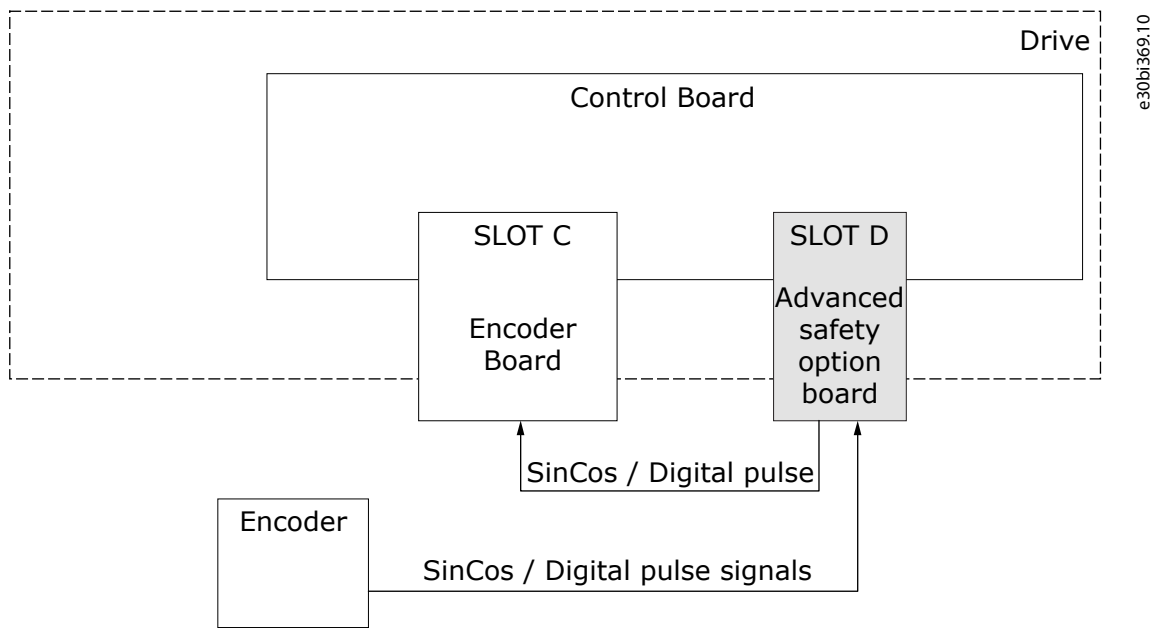 Drive
e30bi369.10
Control Board
SLOT C
Encoder
Board
SLOT D
Advanced
safety
option
board
SinCos / Digital pulse
Encoder
SinCos / Digital pulse signals